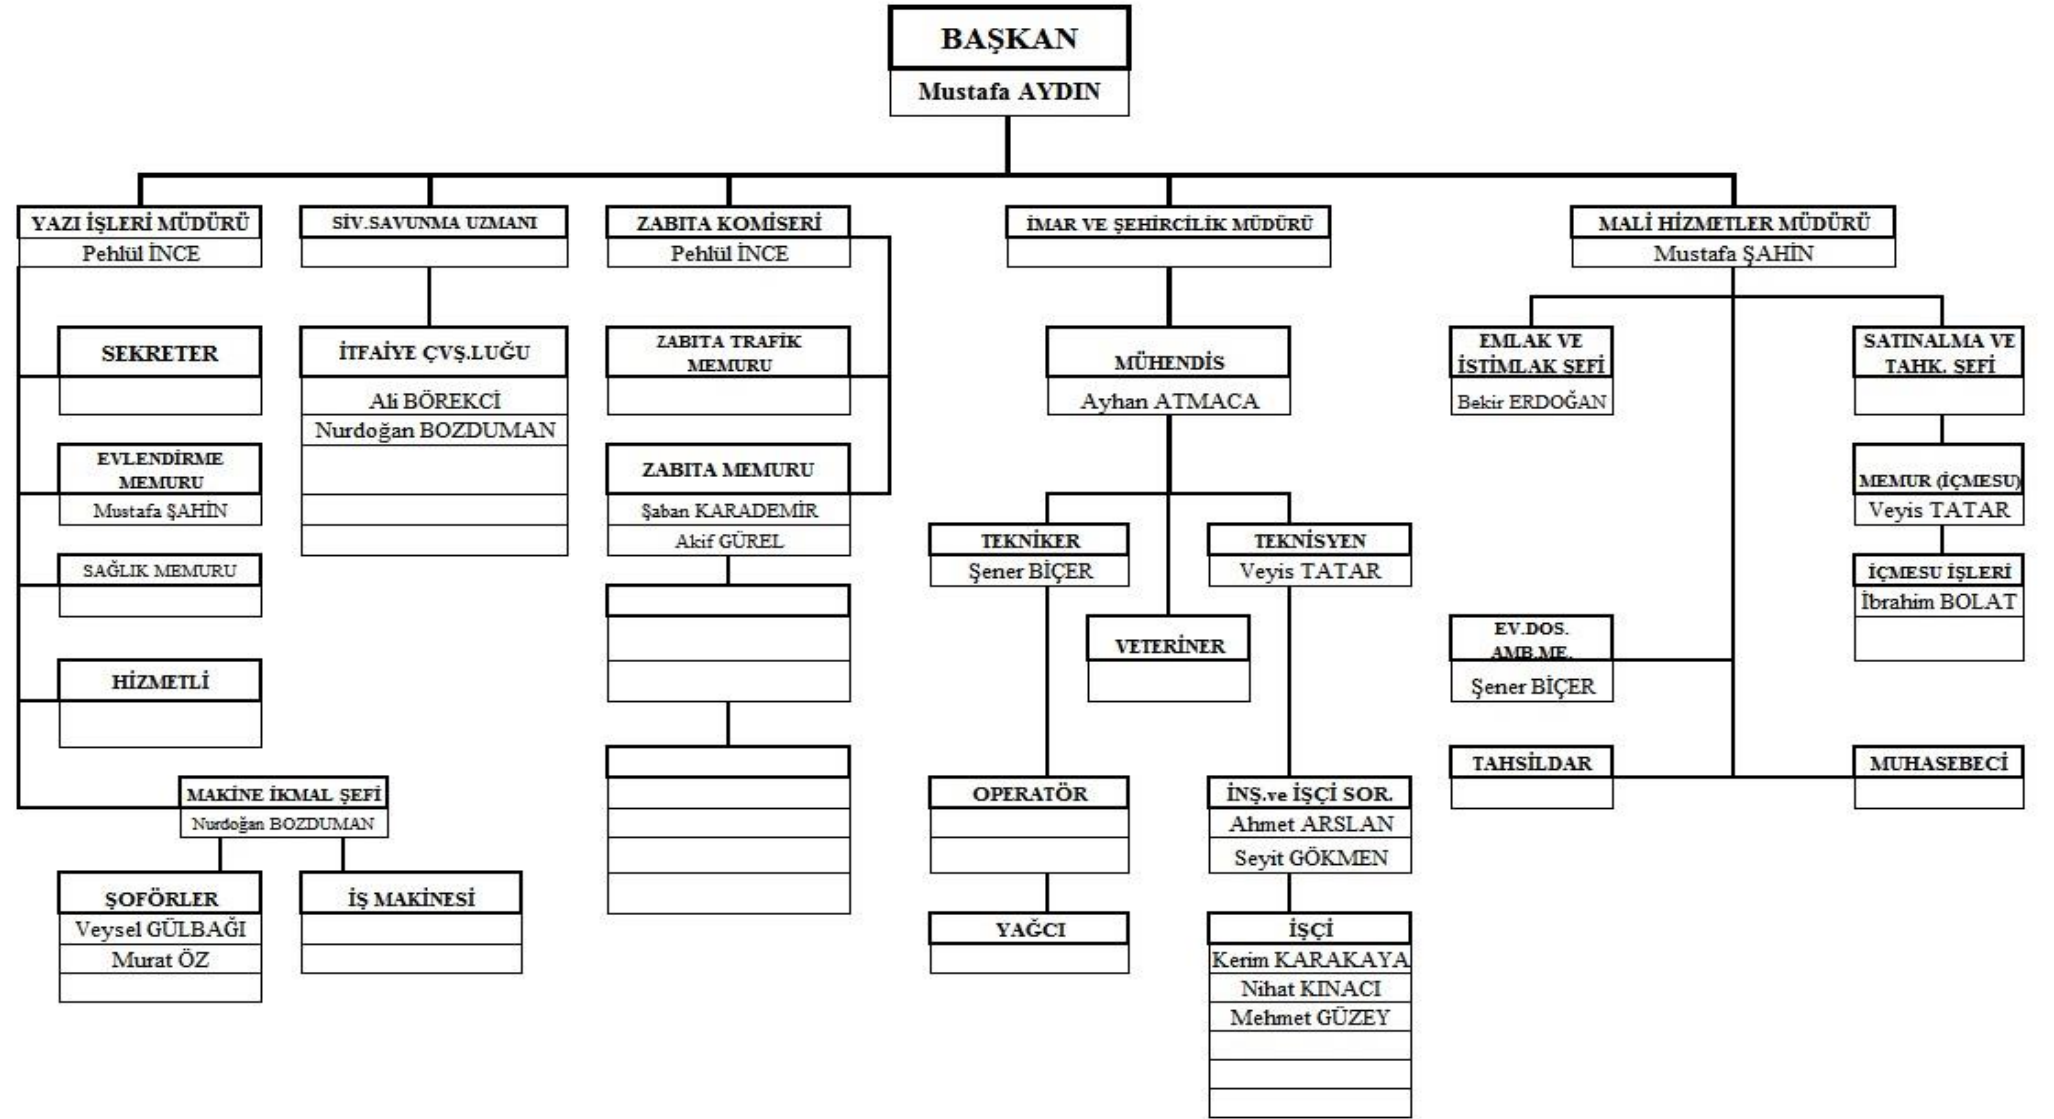 BAŞKAN
Mustafa AYDIN
YAZI İŞLERİ MÜDÜRÜ
Pehlül İNCE
SİV.SAVUNMA UZMANI
ZABITA KOMİSERİ
Pehlül İNCE
İMAR VE ŞEHİRCİLİK MÜDÜRÜ
MALİ HİZMETLER MÜDÜRÜ
Mustafa ŞAHİN
SEKRETER
EVLENDİRME
MEMURU
Mustafa ŞAHİN
SAĞLIK MEMURU
HİZMETLİ
MAKİNE İKMAL ŞEFİ
Nurdoğan BOZDUMAN
ŞOFÖRLER
Veysel GÜLBAĞI
Murat ÖZ
İŞ MAKİNESİ
İTFAİYE ÇVŞ.LUĞU
Ali BÖREKCİ
Nurdoğan BOZDUMAN
ZABITA TRAFİK
MEMURU
ZABITA MEMURU
Şaban KARADEMİR
Akif GÜREL
MÜHENDİS
Ayhan ATMACA
TEKNİKER
Şener BİÇER
TEKNİSYEN
Veyis TATAR
VETERİNER
OPERATÖR
YAĞCI
İNŞ.ve İŞÇİ SOR.
Ahmet ARSLAN
Seyit GÖKMEN
İŞÇİ
Kerim KARAKAYA
Nihat KINACI
Mehmet GÜZEY
EMLAK VE
İSTİMLAK ŞEFİ
Bekir ERDOĞAN
SATINALMA VE
TAHK. ŞEFİ
MEMUR (İÇMESU)
Veyis TATAR
İÇMESU İŞLERİ
İbrahim BOLAT
EV.DOS.
AMB.ME.
Şener BİÇER
TAHSİLDAR
MUHASEBECİ